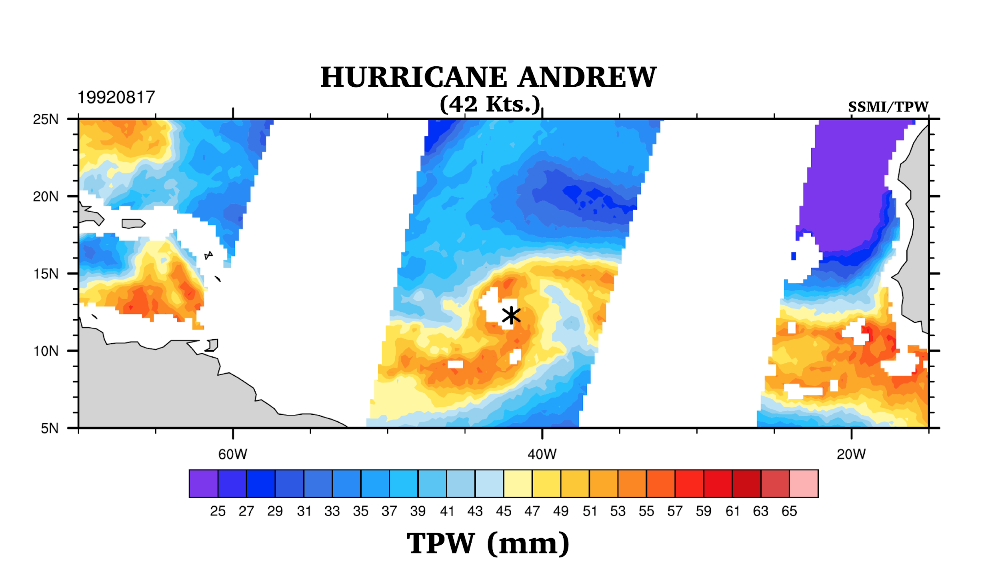 HURRICANE ANDREW
19920817
(42 Kts.)
SSMI/TPW
25N
20N
15N
10N
5N
60W 40W 20W
25 27 29 31 33 35 37 39 41 43 45 47 49 51 53 55 57 59 61 63 65
TPW (mm)